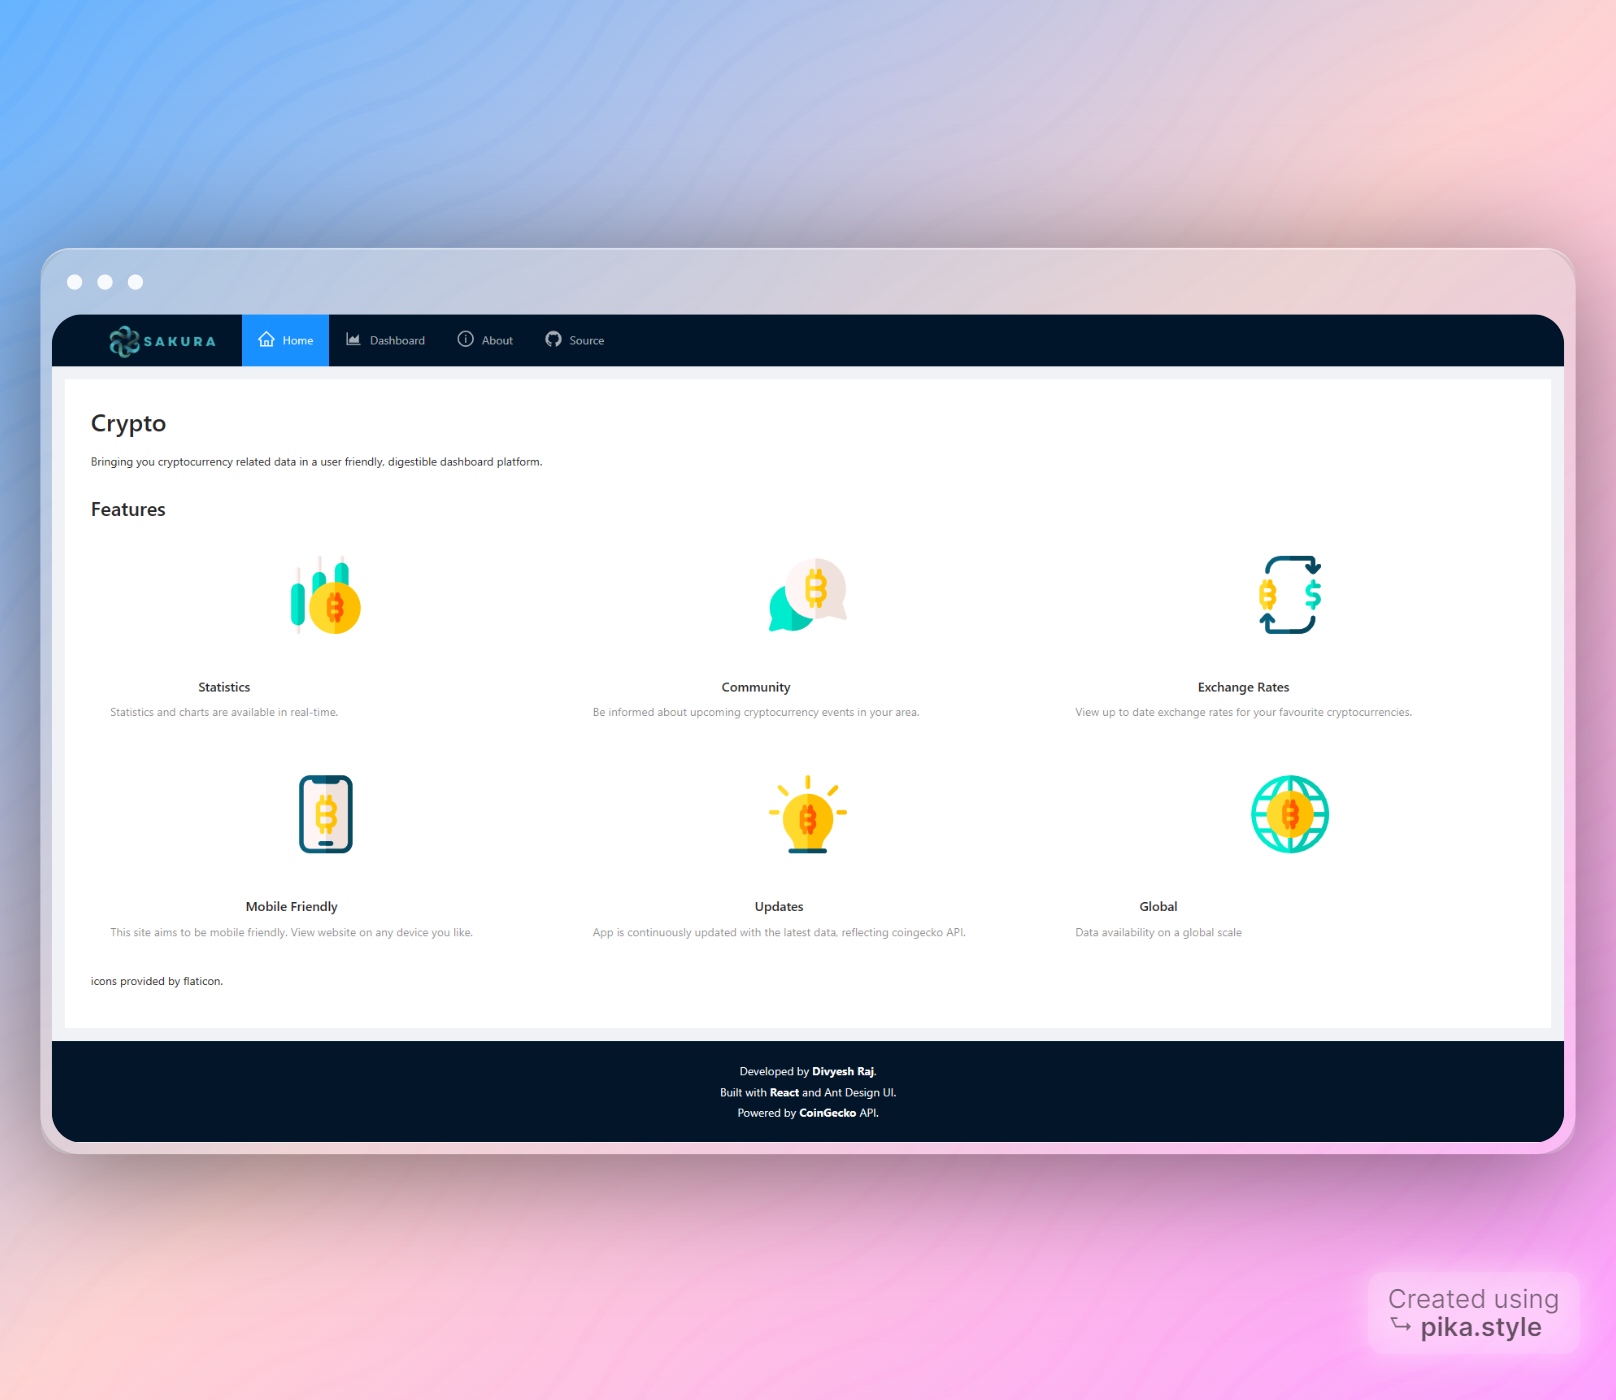 SAKURA
Home
Dashboard
About
Source
Crypto
Bringing you cryptocurrency related data in a user friendly, digestible dashboard platform.
Features
Statistics
Statistics and charts are available in real-time.
Community
Be informed about upcoming cryptocurrency events in your area.
Exchange Rates
View up to date exchange rates for your favourite cryptocurrencies.
Mobile Friendly
This site aims to be mobile friendly. View website on any device you like.
Updates
App is continuously updated with the latest data, reflecting coingecko API.
Global
Data availability on a global scale
icons provided by flaticon.
Developed by Divyesh Raj.
Built with React and Ant Design UI.
Powered by CoinGecko API.
Created using
pika.style